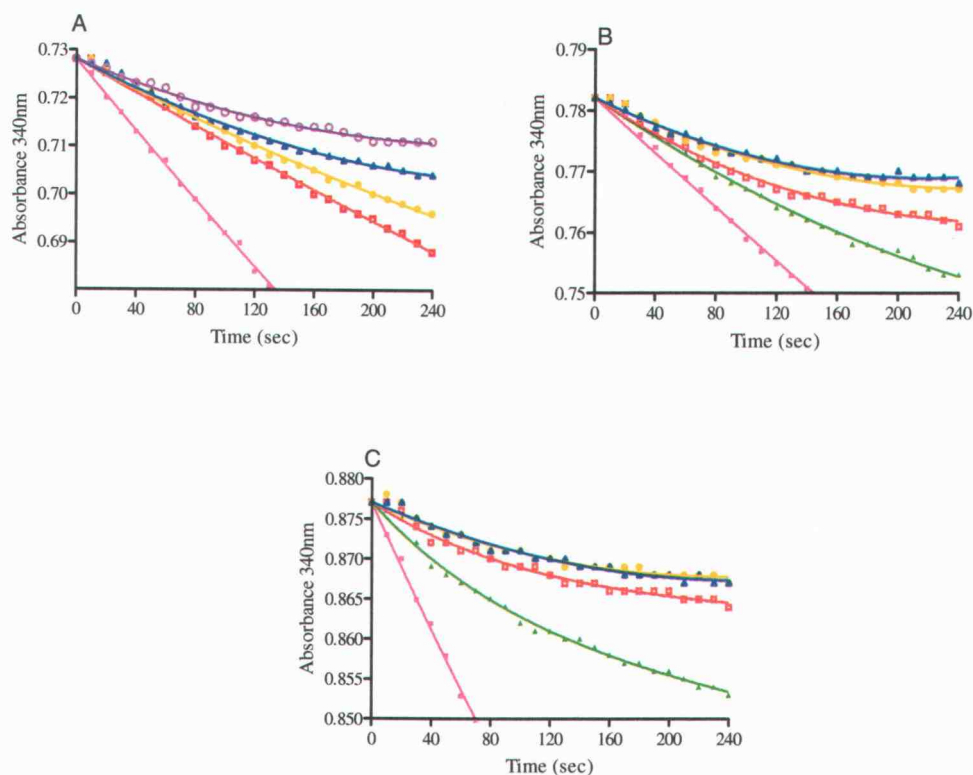 A
0.73
0.72
0.71
0.70
0.69
Absorbance 340nm
0 40 80 120 160 200 240
Time (sec)
B
0.79
0.78
0.77
0.76
0.75
Absorbance 340nm
0 40 80 120 160 200 240
Time (sec)
C
0.880
0.875
0.870
0.865
0.860
0.855
0.850
Absorbance 340nm
0 40 80 120 160 200 240
Time (sec)